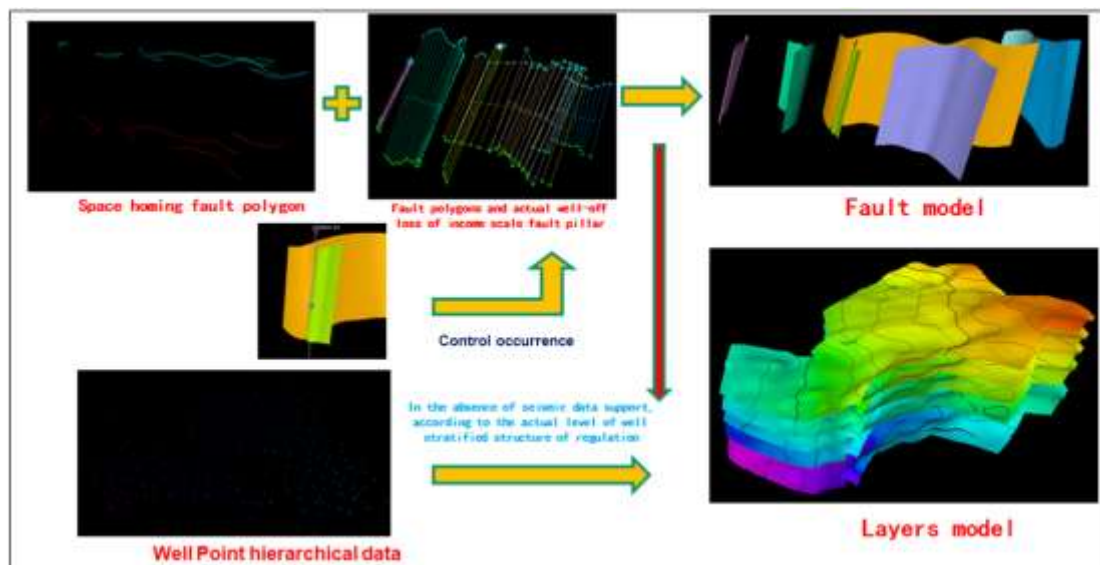 Space homing fault polygon
Fault polygons and actual well-off
loss of income scale fault pillar
Fault model
Control occurrence
In the absence of seismic data support,
according to the actual level of well
stratified structure of regulation
Well Point hierarchical data
Layers model